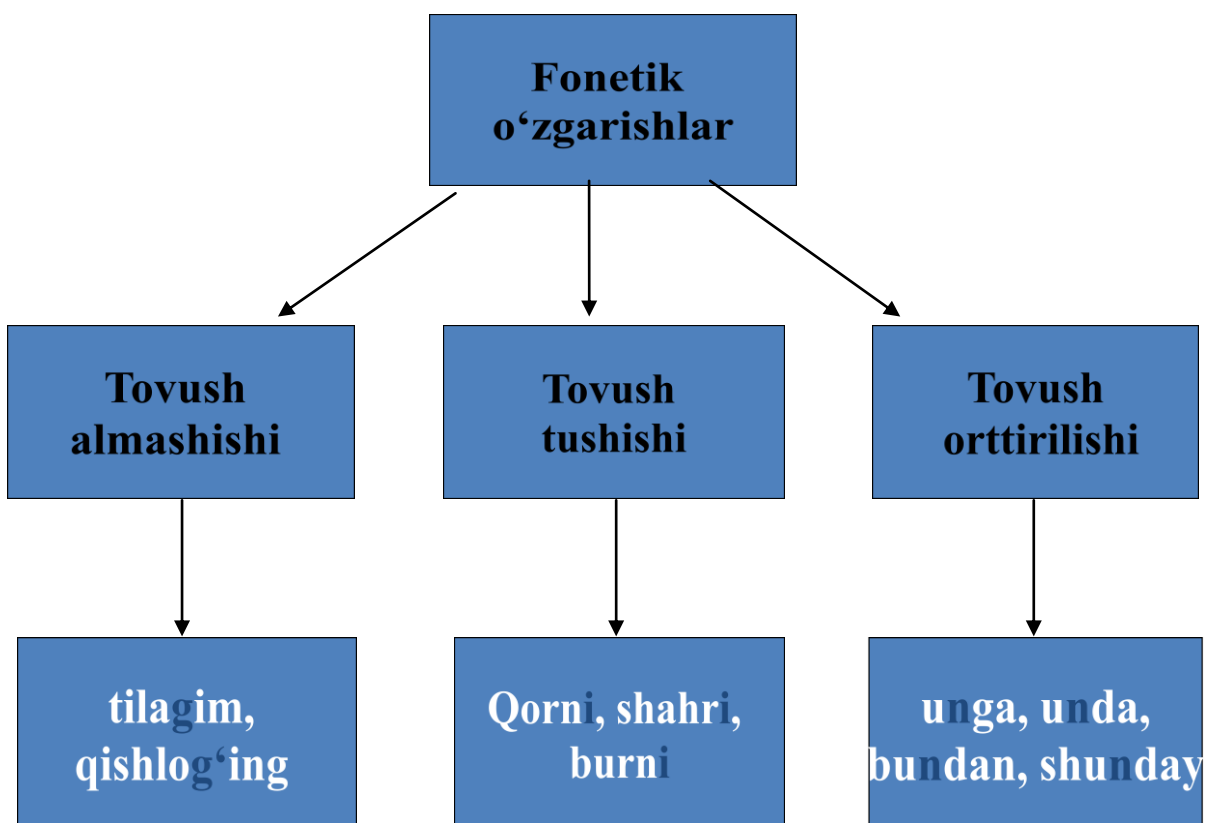 Fonetik
o‘zgarishlar
Tovush
almashishi
Tovush
tushishi
Tovush
orttirilishi
tilagim,
qishlog‘ing
Qorni, shahri,
burni
unga, unda,
bundan, shunday